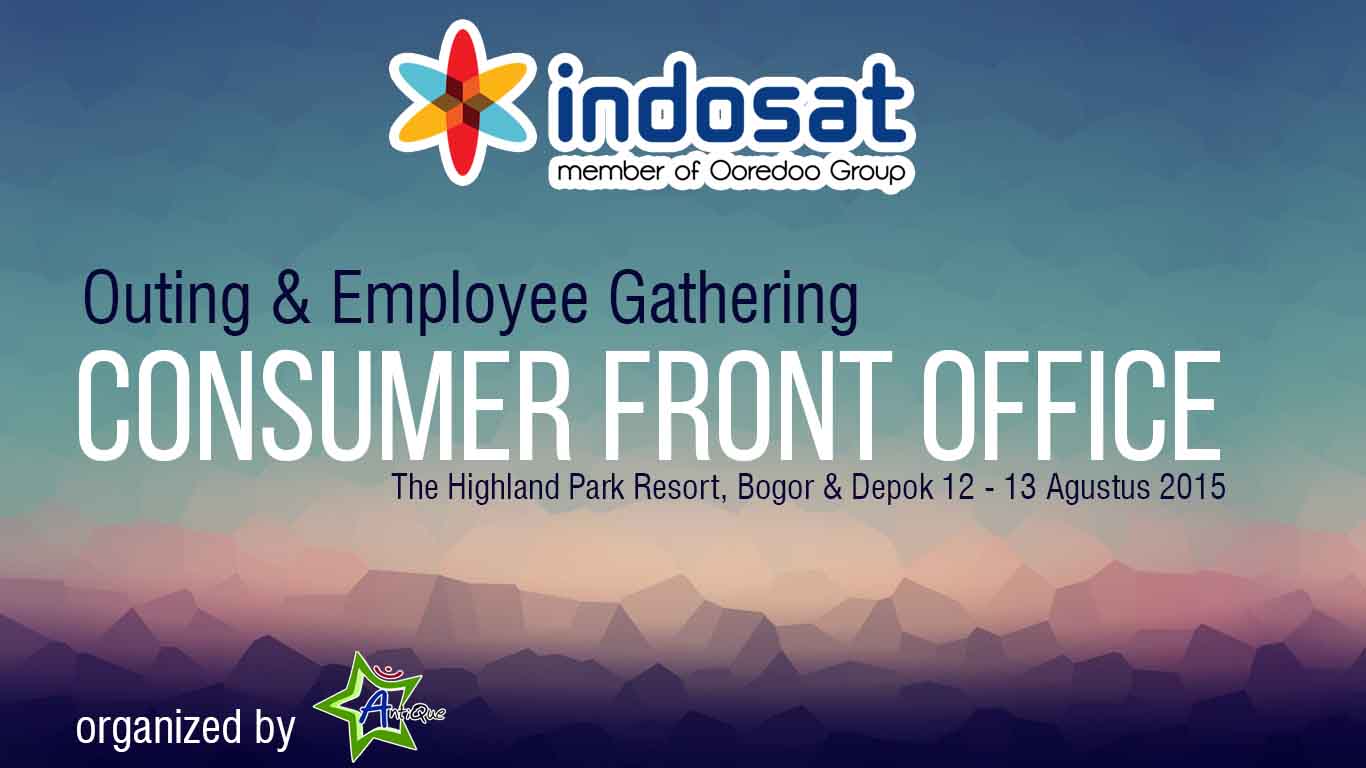 indosat
member of Ooredoo Group
Outing & Employee Gathering
CONSUMER FRONT OFFICE
The Highland Park Resort, Bogor & Depok 12 - 13 Agustus 2015
organized by
AntiQue